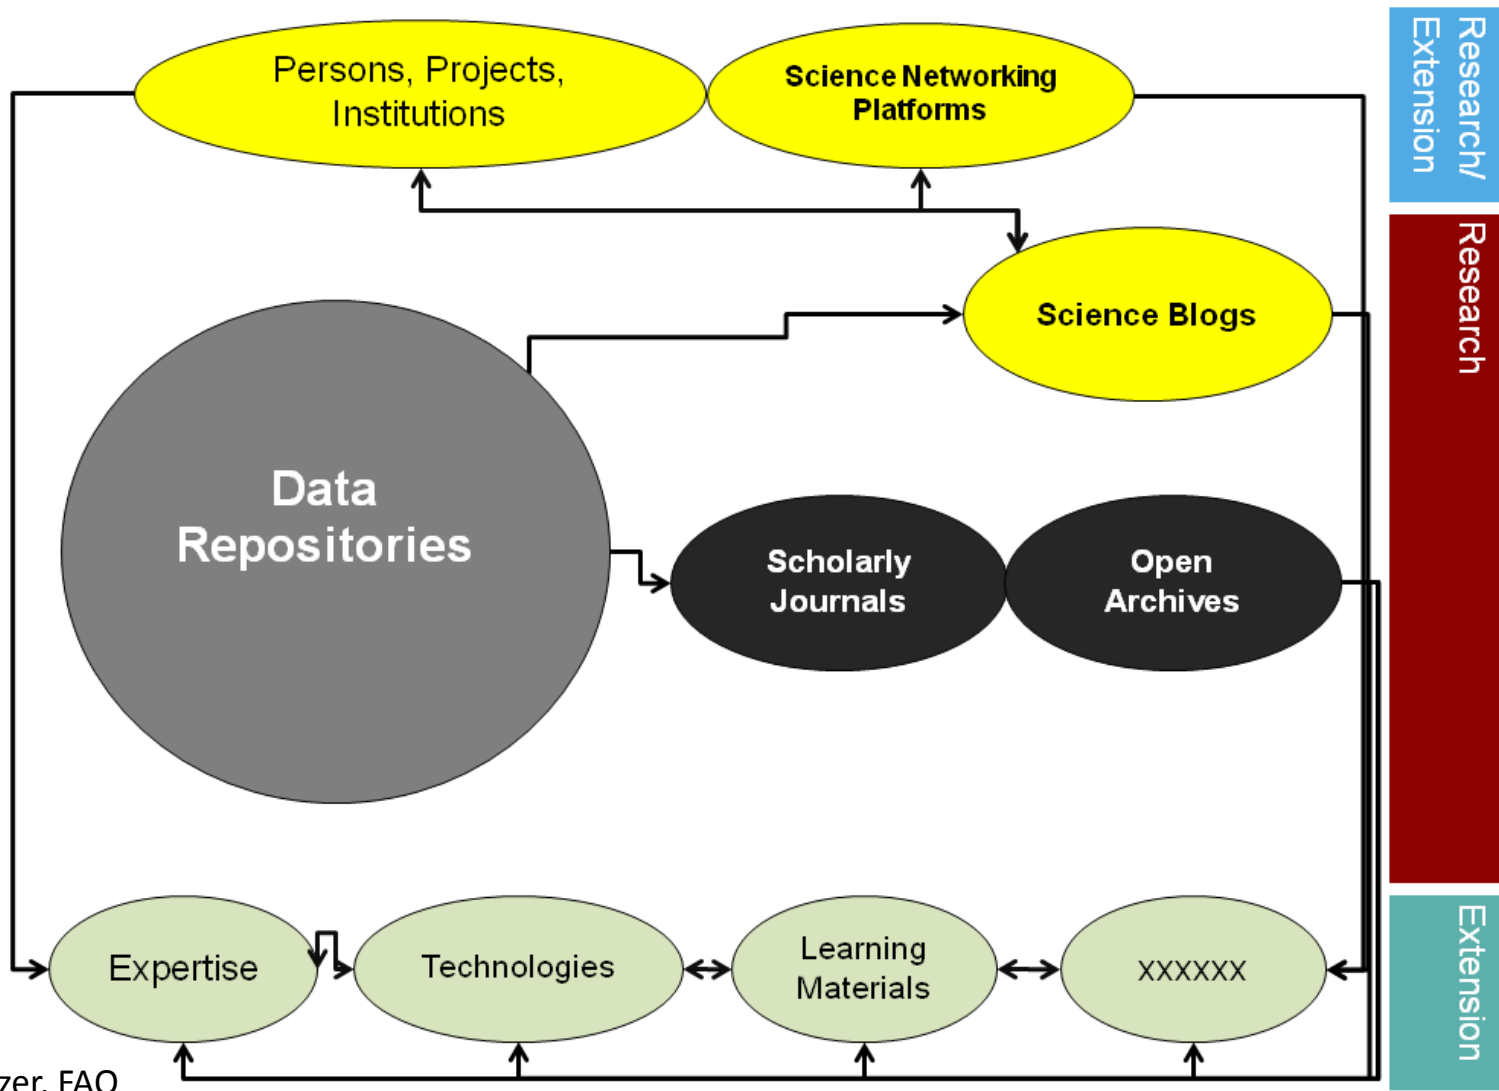 Persons, Projects,
Institutions
Science Networking
Platforms
Research/
Extension
Science Blogs
Research
Data
Repositories
Scholarly
Journals
Open
Archives
Expertise
Technologies
Learning
Materials
xxxxxx
Extension
FAO